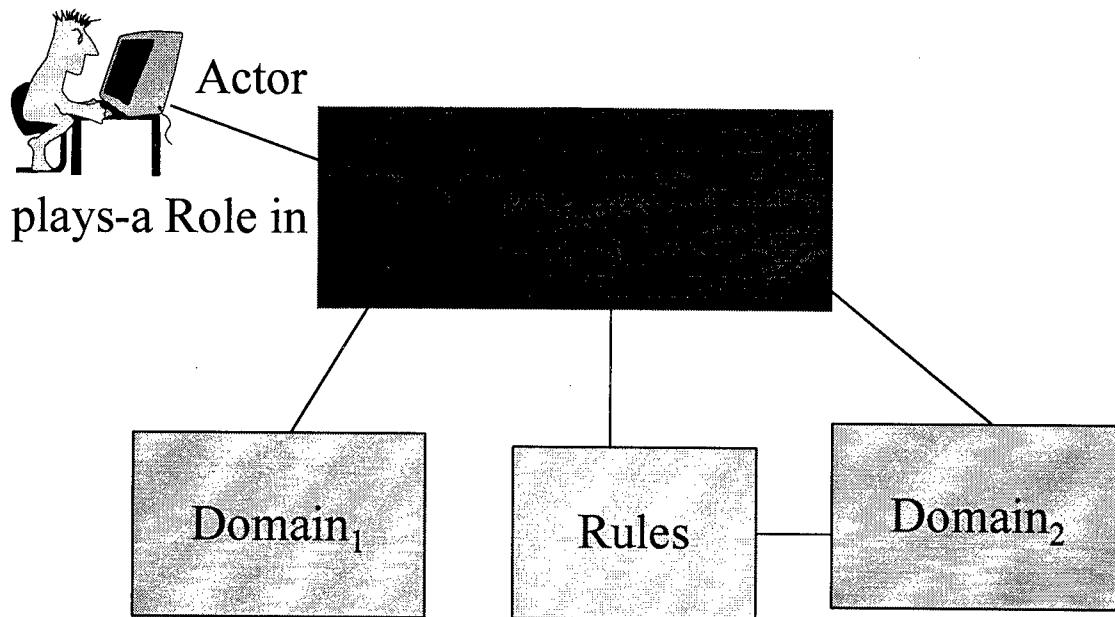 Actor
plays-a Role in
Domain₁
Rules
Domain₂